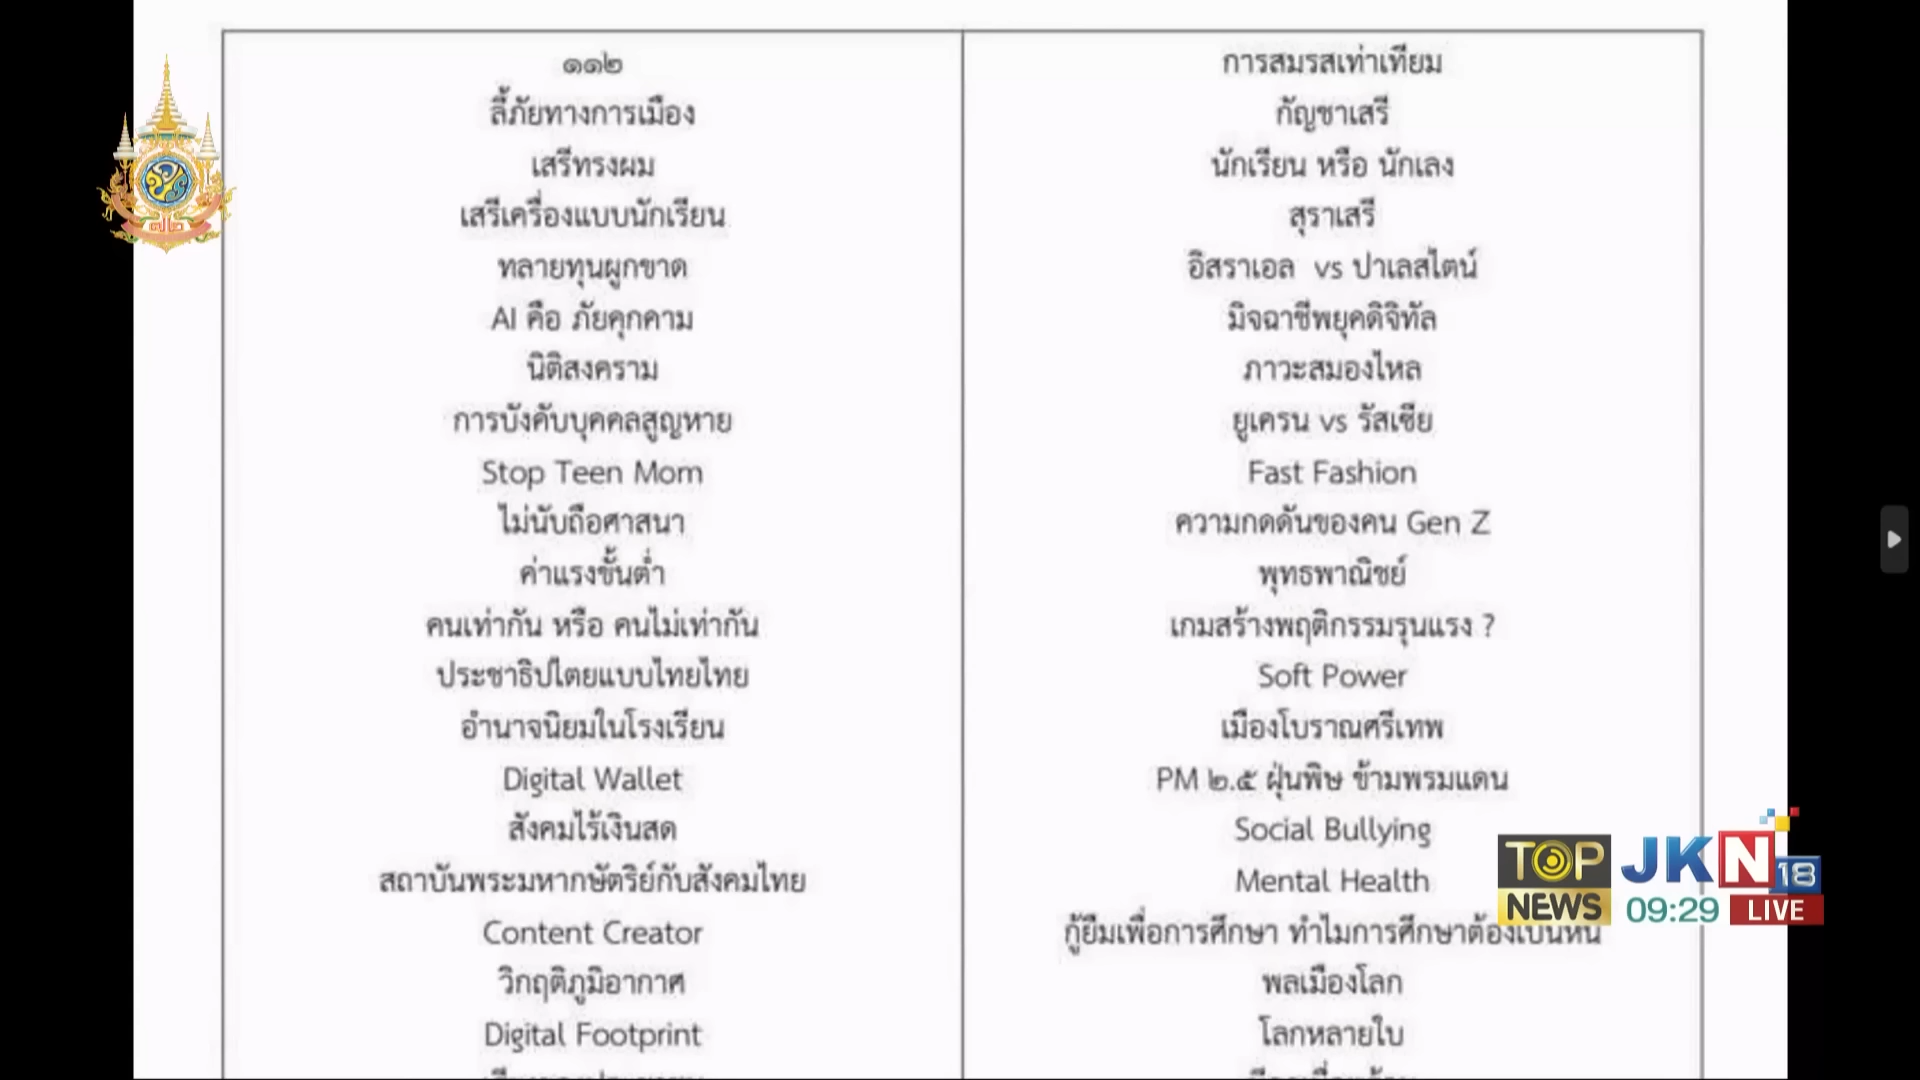 ๑๑๒
ลี้ภัยทางการเมือง
เสรีทรงผม
เสรีเครื่องแบบนักเรียน
ทลายทุนผูกขาด
AI คือ ภัยคุกคาม
นิติสงคราม
การบังคับบุคคลสูญหาย
Stop Teen Mom
ไม่นับถือศาสนา
ค่าแรงขั้นต่ำ
คนเท่ากัน หรือ คนไม่เท่ากัน
ประชาธิปไตยแบบไทยไทย
อำนาจนิยมในโรงเรียน
Digital Wallet
สังคมไร้เงินสด
สถาบันพระมหากษัตริย์กับสังคมไทย
Content Creator
วิกฤติภูมิอากาศ
Digital Footprint
การสมรสเท่าเทียม
กัญชาเสรี
นักเรียน หรือ นักเลง
สุราเสรี
อิสราเอล vs ปาเลสไตน์
มิจฉาชีพยุคดิจิทัล
ภาวะสมองไหล
ยูเครน vs รัสเซีย
Fast Fashion
ความกดดันของคน Gen Z
พุทธพาณิชย์
เกมสร้างพฤติกรรมรุนแรง ?
Soft Power
เมืองโบราณศรีเทพ
PM ๒.๕ ฝุ่นพิษ ข้ามพรมแดน
Social Bullying
Mental Health
กู้ยืมเพื่อการศึกษา ทำไมการศึกษาต้องเป็นหนี้
พลเมืองโลก
โลกหลายใบ
๗๒
TOP NEWS
JKN 18
09:29 LIVE